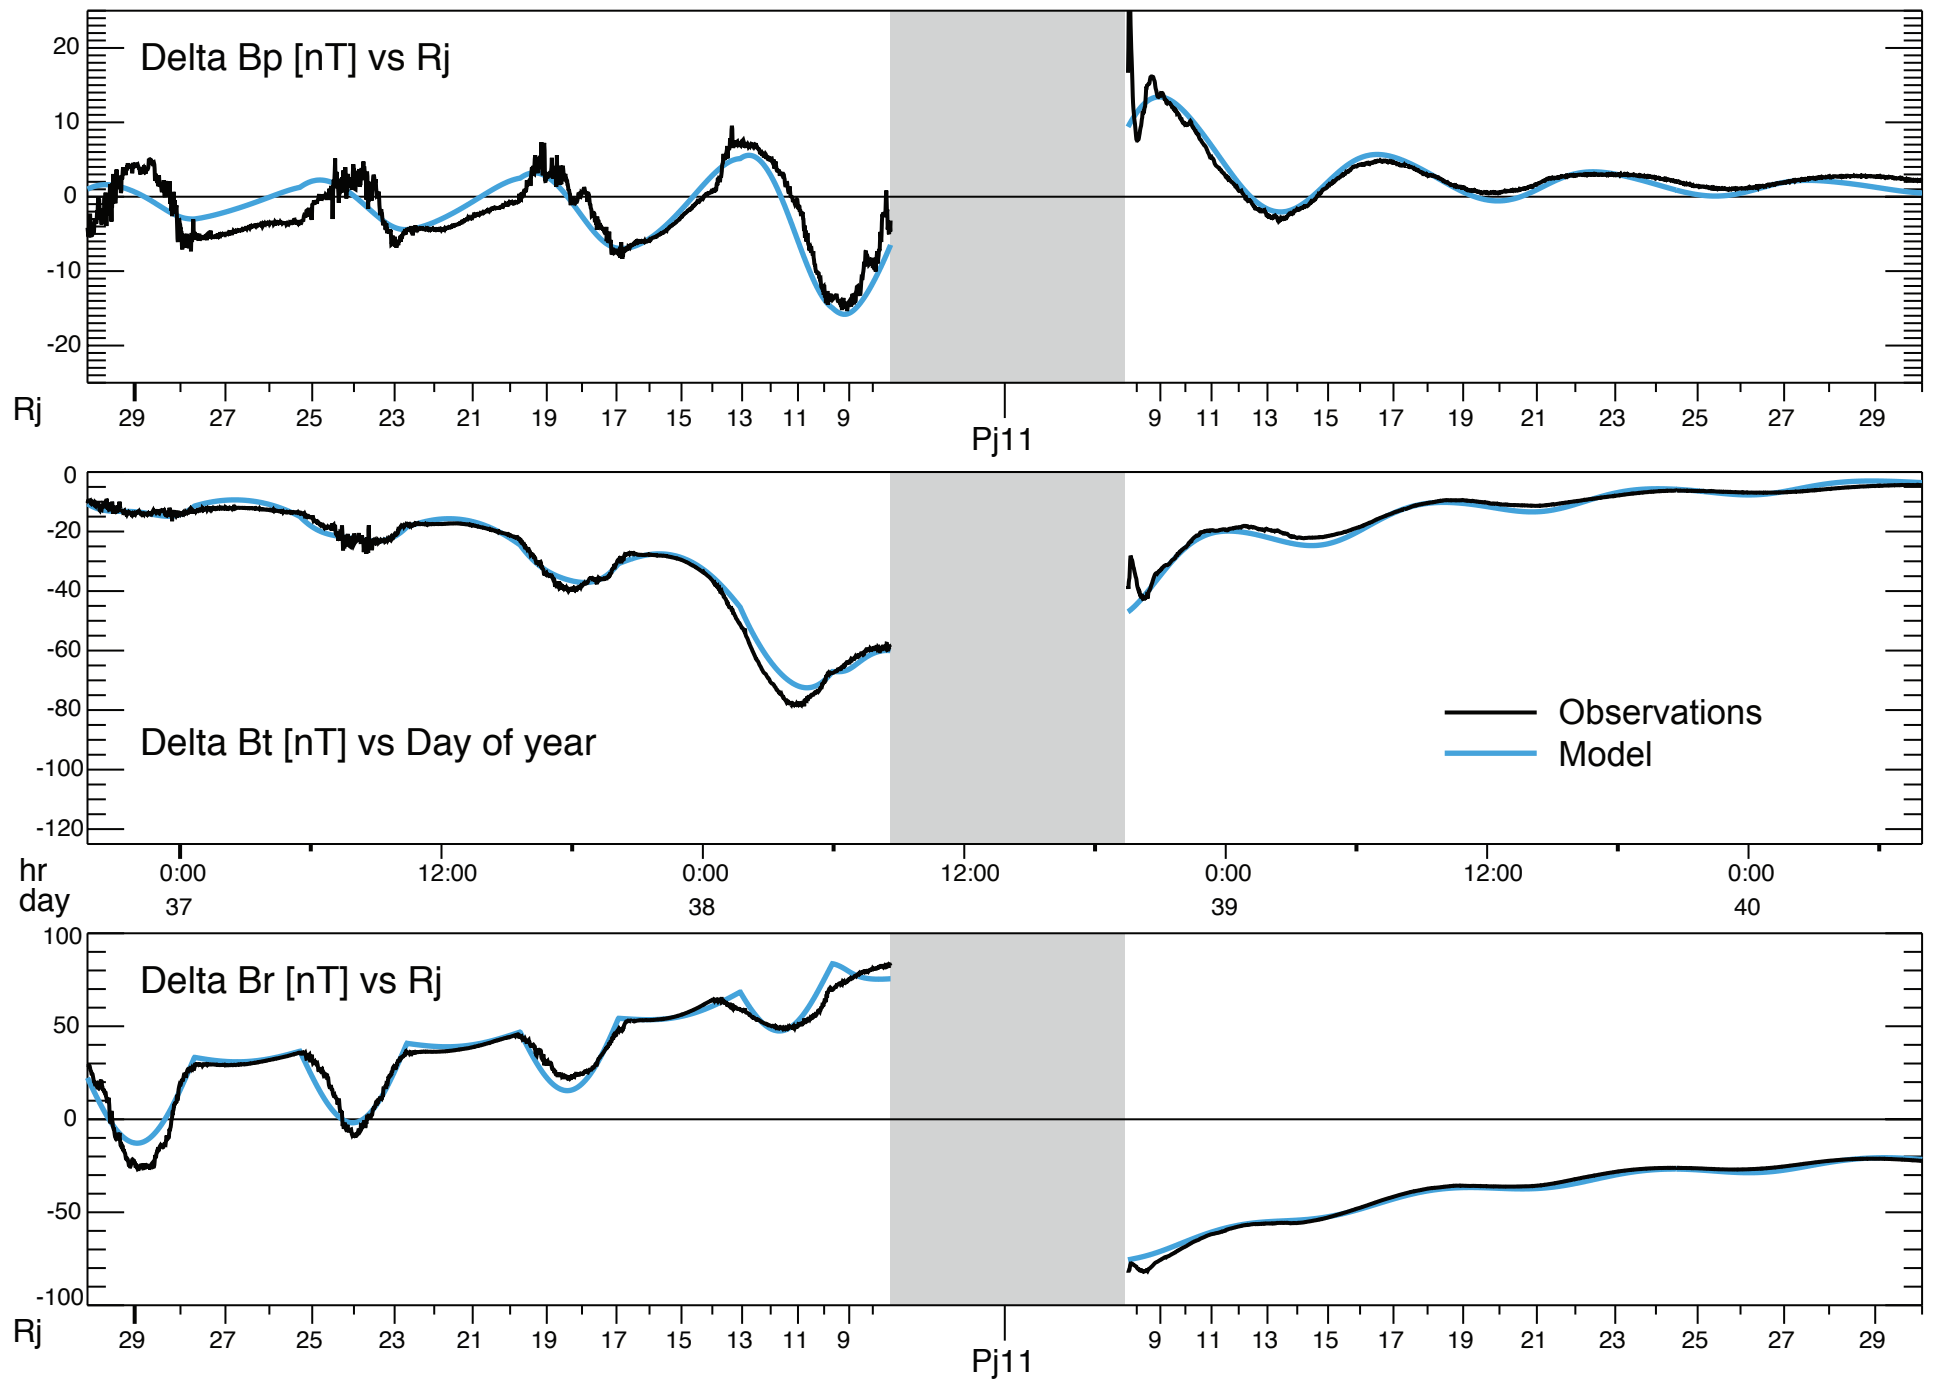 Delta Bp [nT] vs Rj
20
10
0
-10
-20
Rj
29 27 25 23 21 19 17 15 13 11 9 9 11 13 15 17 19 21 23 25 27 29
Pj11
0
-20
-40
-60
-80
-100
-120
Delta Bt [nT] vs Day of year
Observations
Model
hr 0:00 12:00 0:00 12:00 0:00 12:00 0:00
day 37 38 39 40
Delta Br [nT] vs Rj
100
50
0
-50
-100
Rj
29 27 25 23 21 19 17 15 13 11 9 9 11 13 15 17 19 21 23 25 27 29
Pj11